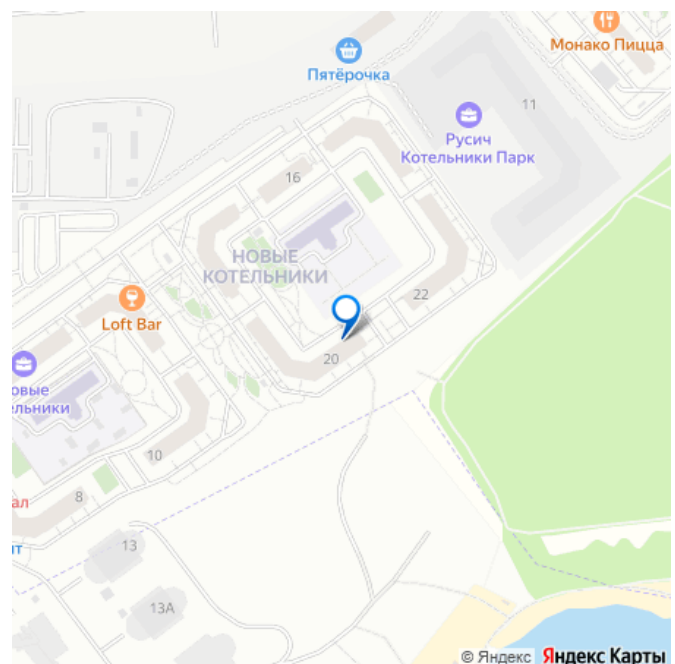 Монако Пицца
Пятёрочка
11
Русич
Котельники Парк
16
НОВЫЕ
КОТЕЛЬНИКИ
22
Loft Bar
20
овые
ельники
10
8
ал
нт
13
13А
© Яндекс Яндекс Карты